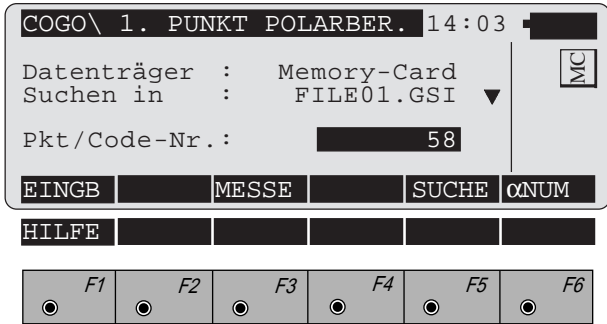 COGO\ 1. PUNKT POLARBER. 14:03
MC
Datenträger : Memory-Card
Suchen in : FILE01.GSI ▼
Pkt/Code-Nr.: 58
EINGB MESSE SUCHE αNUM
HILFE
F1 F2 F3 F4 F5 F6